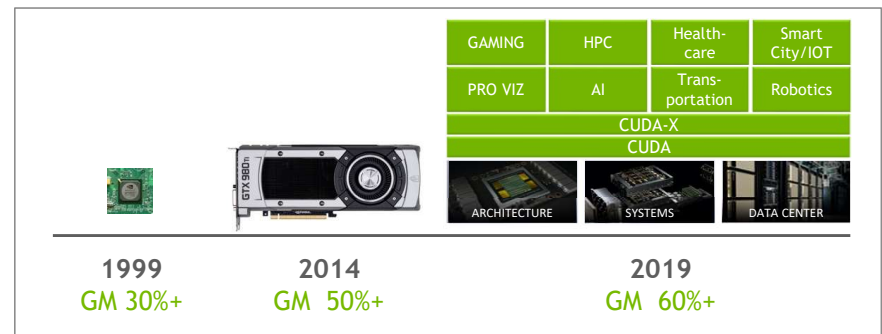 GAMING
HPC
Health-
care
Smart
City/IOT
PRO VIZ
AI
Trans-
portation
Robotics
CUDA-X
CUDA
GTX 980Ti
ARCHITECTURE
SYSTEMS
DATA CENTER
1999
2014
2019
GM 30%+
GM 50%+
GM 60%+